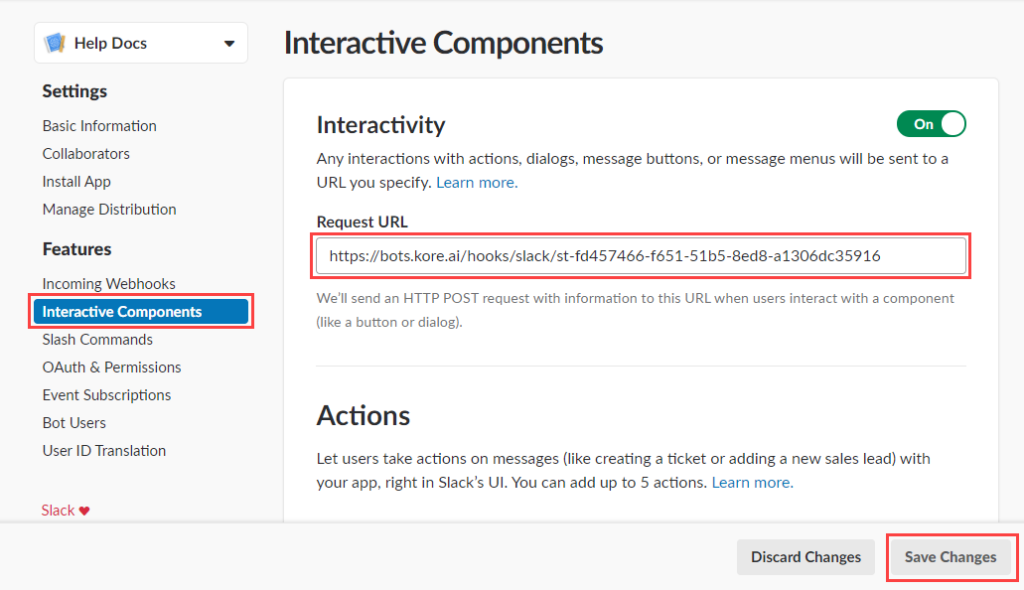 Help Docs
Settings
Basic Information
Collaborators
Install App
Manage Distribution
Features
Incoming Webhooks
Interactive Components
Slash Commands
OAuth & Permissions
Event Subscriptions
Bot Users
User ID Translation
Slack ♥
Interactive Components
Interactivity
On
Any interactions with actions, dialogs, message buttons, or message menus will be sent to a
URL you specify. Learn more.
Request URL
https://bots.kore.ai/hooks/slack/st-fd457466-f651-51b5-8ed8-a1306dc35916
We’ll send an HTTP POST request with information to this URL when users interact with a component
(like a button or dialog).
Actions
Let users take actions on messages (like creating a ticket or adding a new sales lead) with
your app, right in Slack’s UI. You can add up to 5 actions. Learn more.
Discard Changes
Save Changes